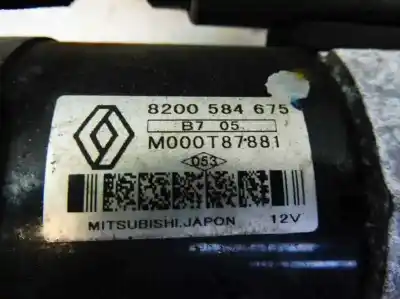 8200 584 675
B7 05
M000T87881
053
MITSUBISHI.JAPON 12V